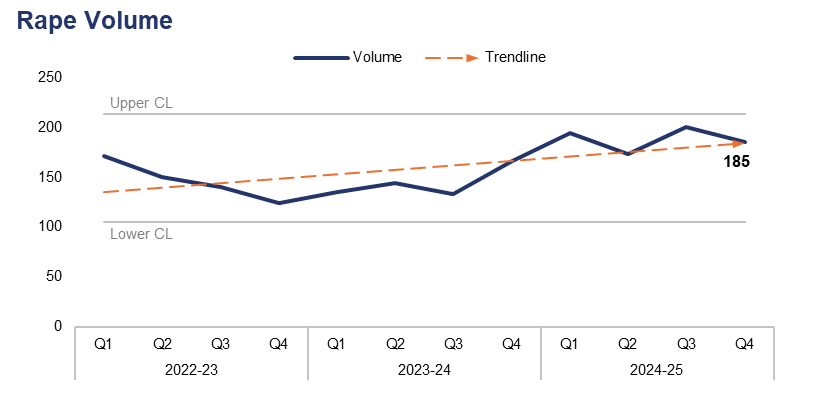 Rape Volume
Volume Trendline
250
Upper CL
200
185
150
100
Lower CL
50
0
Q1 Q2 Q3 Q4 Q1 Q2 Q3 Q4 Q1 Q2 Q3 Q4
2022-23 2023-24 2024-25